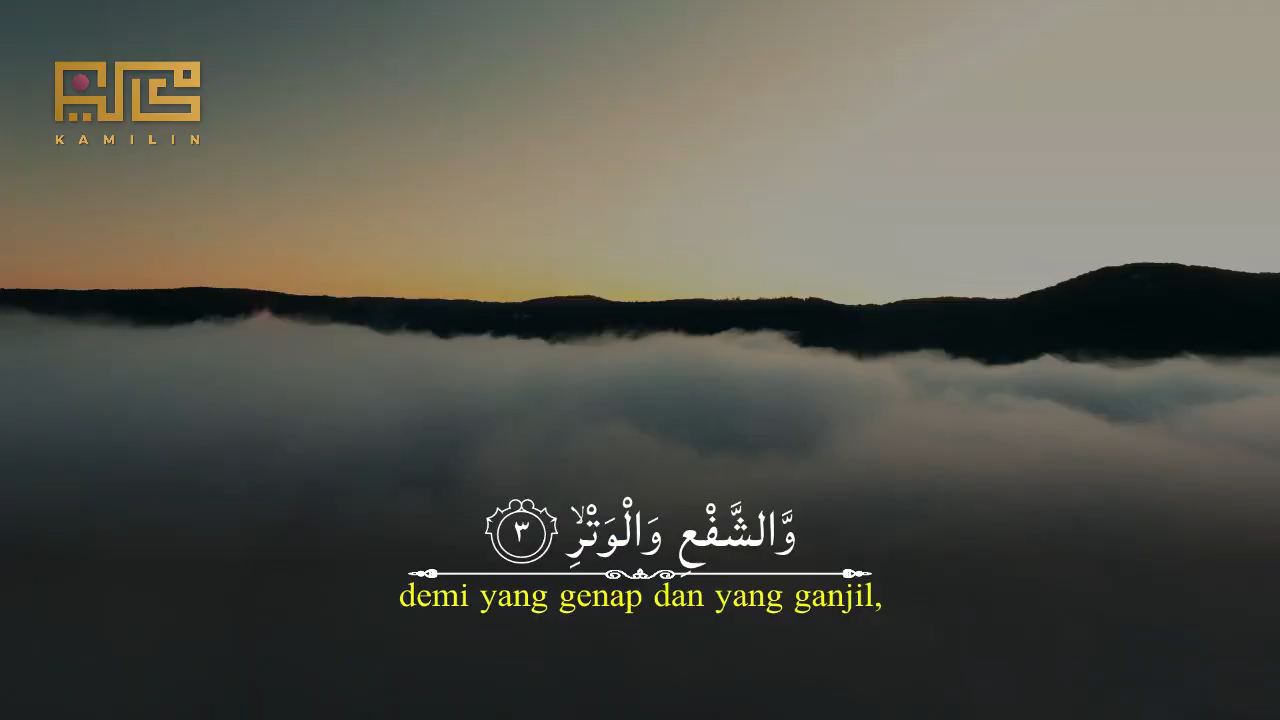 KAMILIN
وَّالشَّفْعِ وَالْوَتْرِۙ ٣
demi yang genap dan yang ganjil,